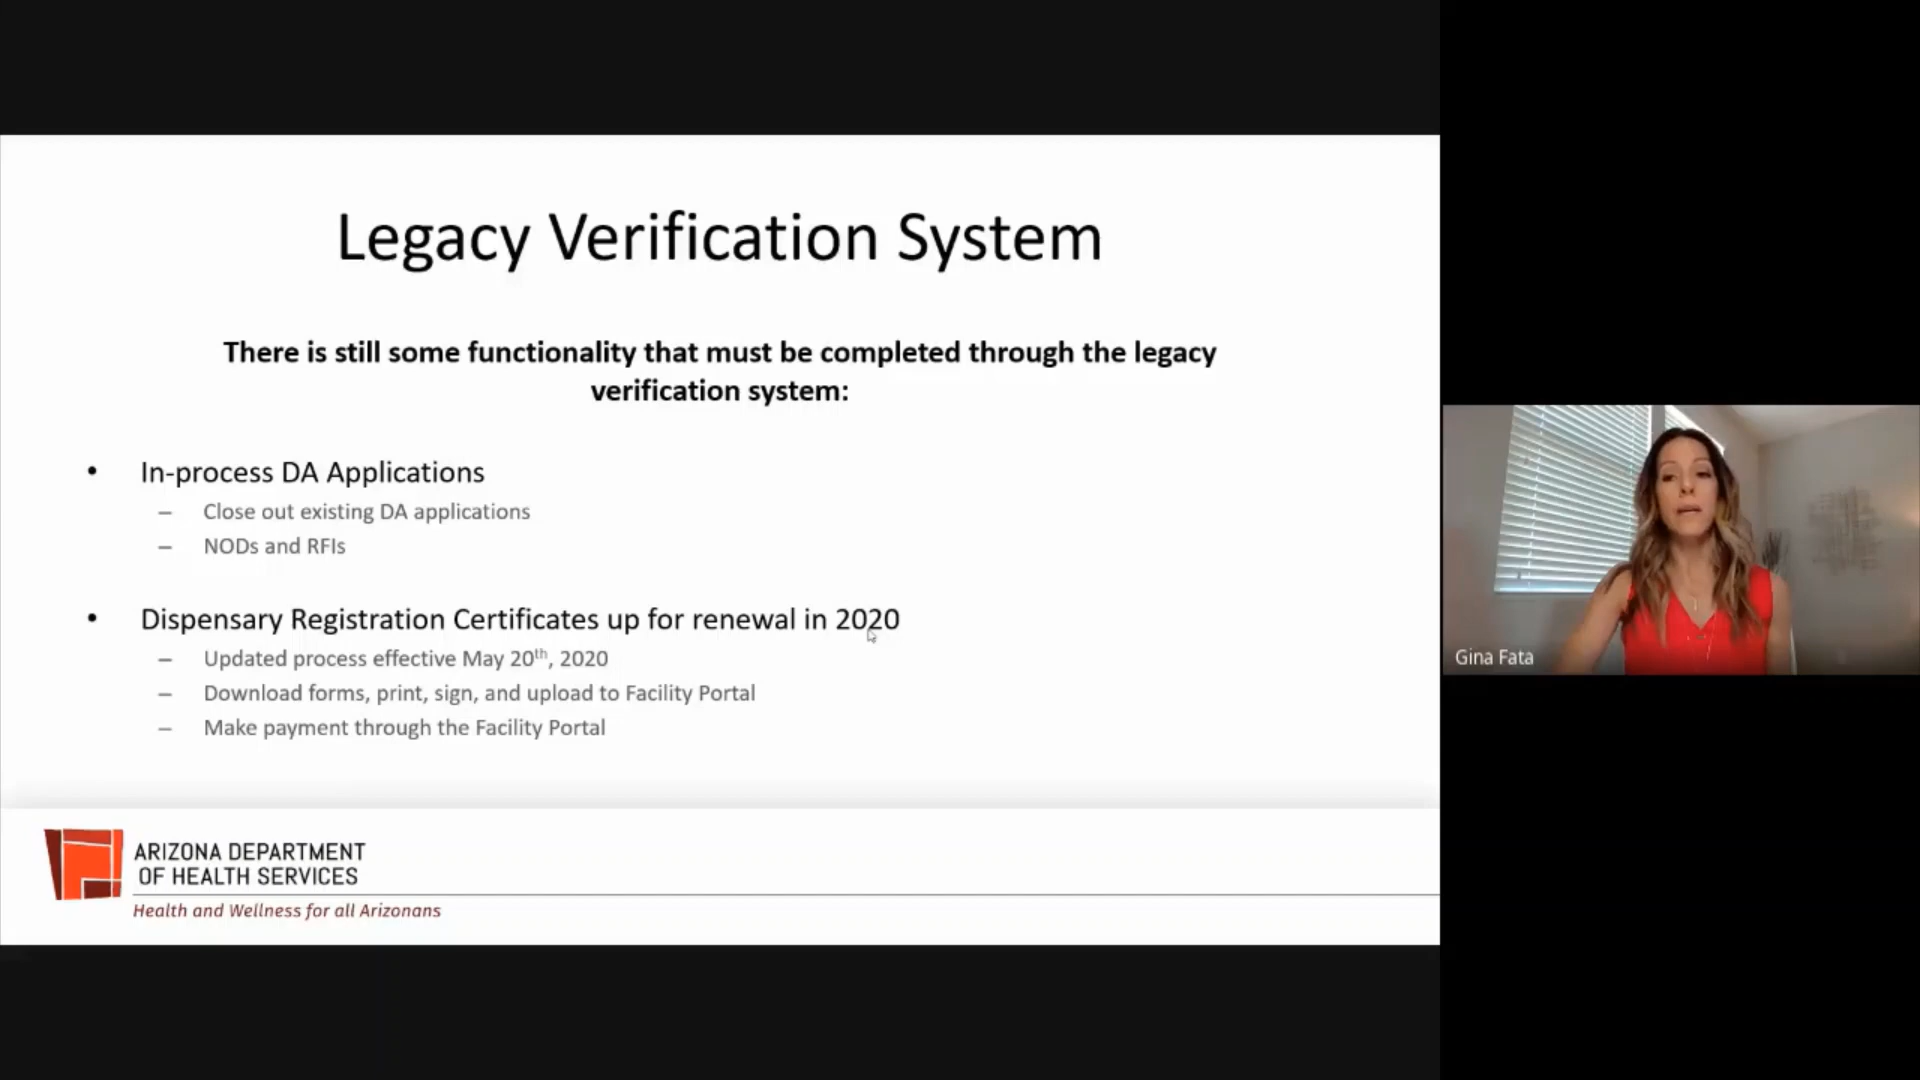 Legacy Verification System
There is still some functionality that must be completed through the legacy
verification system:
• In-process DA Applications
– Close out existing DA applications
– NODs and RFIs
• Dispensary Registration Certificates up for renewal in 2020
– Updated process effective May 20th, 2020
– Download forms, print, sign, and upload to Facility Portal
– Make payment through the Facility Portal
ARIZONA DEPARTMENT
OF HEALTH SERVICES
Health and Wellness for all Arizonans
Gina Fata